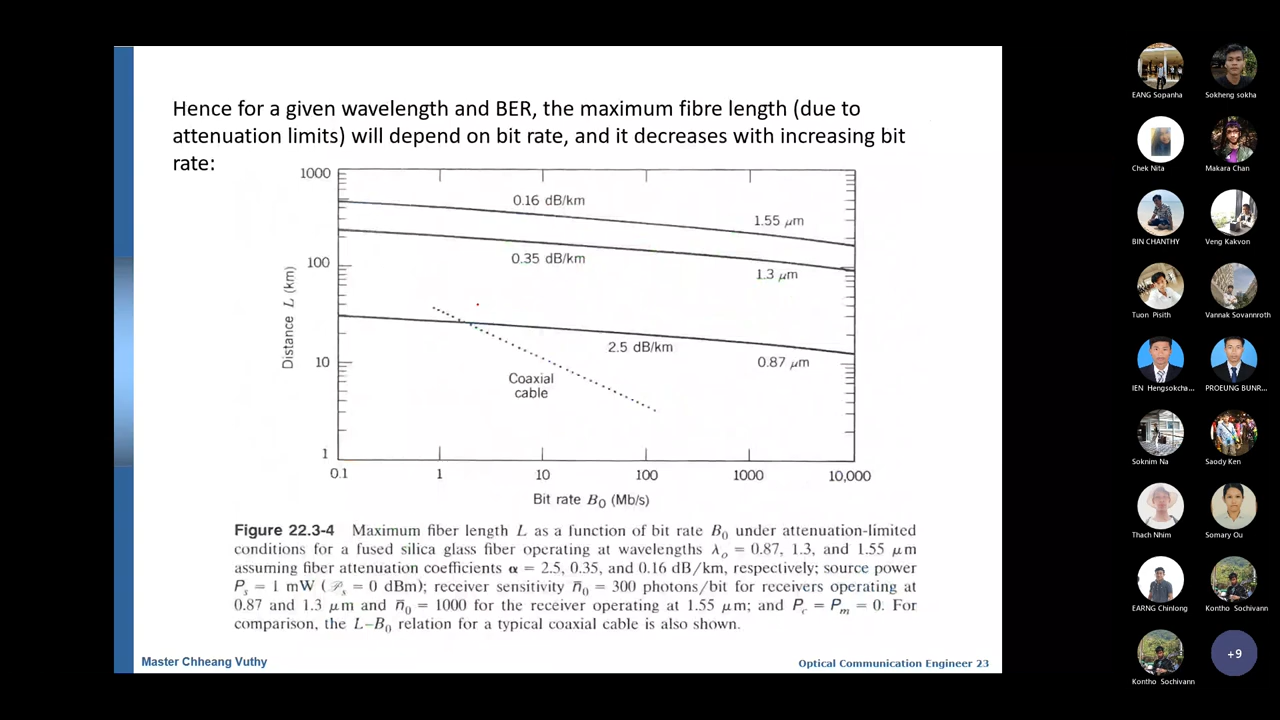 Hence for a given wavelength and BER, the maximum fibre length (due to
attenuation limits) will depend on bit rate, and it decreases with increasing bit
rate:
1000
0.16 dB/km
1.55 μm
100
0.35 dB/km
1.3 μm
Distance L (km)
2.5 dB/km
0.87 μm
10
Coaxial
cable
1
0.1 1 10 100 1000 10,000
Bit rate B₀ (Mb/s)
Figure 22.3-4 Maximum fiber length L as a function of bit rate B₀ under attenuation-limited
conditions for a fused silica glass fiber operating at wavelengths λₒ = 0.87, 1.3, and 1.55 μm
assuming fiber attenuation coefficients α = 2.5, 0.35, and 0.16 dB/km, respectively; source power
Pₛ = 1 mW (𝒫ₛ = 0 dBm); receiver sensitivity n̄₀ = 300 photons/bit for receivers operating at
0.87 and 1.3 μm and n̄₀ = 1000 for the receiver operating at 1.55 μm; and P_c = P_m = 0. For
comparison, the L–B₀ relation for a typical coaxial cable is also shown.
Master Chheang Vuthy
Optical Communication Engineer 23
EANG Sopanha
Sokheng sokha
Chek Nita
Makara Chan
BIN CHANTHY
Veng Kakvon
Tuon Pisith
Vannak Sovannroth
IEN Hengsokcha...
PROEUNG BUNR...
Soknim Na
Saody Ken
Thach Nhim
Somary Ou
EARNG Chinlong
Kontho Sochivann
Kontho Sochivann
+9